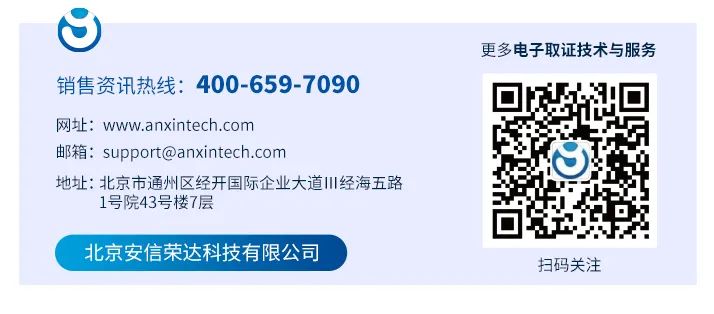 销售资讯热线：400-659-7090
网址：www.anxintech.com
邮箱：support@anxintech.com
地址：北京市通州区经开国际企业大道III经海五路
1号院43号楼7层
北京安信荣达科技有限公司
更多电子取证技术与服务
扫码关注